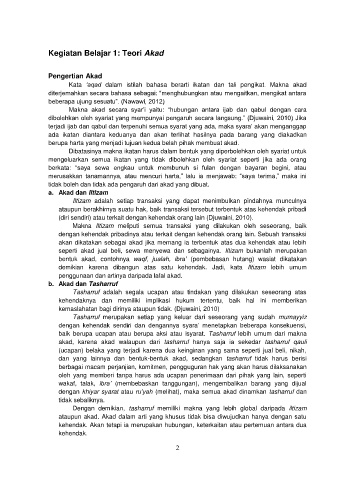 Kegiatan Belajar 1: Teori Akad
Pengertian Akad
Kata 'aqad dalam istilah bahasa berarti ikatan dan tali pengikat. Makna akad
diterjemahkan secara bahasa sebagai: "menghubungkan atau mengaitkan, mengikat antara
beberapa ujung sesuatu". (Nawawi, 2012)
Makna akad secara syar'i yaitu: "hubungan antara ijab dan qabul dengan cara
dibolehkan oleh syariat yang mempunyai pengaruh secara langsung." (Djuwaini, 2010) Jika
terjadi ijab dan qabul dan terpenuhi semua syarat yang ada, maka syara' akan menganggap
ada ikatan diantara keduanya dan akan terlihat hasilnya pada barang yang diakadkan
berupa harta yang menjadi tujuan kedua belah pihak membuat akad.
Dibatasinya makna ikatan harus dalam bentuk yang diperbolehkan oleh syariat untuk
mengeluarkan semua ikatan yang tidak dibolehkan oleh syariat seperti jika ada orang
berkata: "saya sewa engkau untuk membunuh si fulan dengan bayaran begini, atau
merusakkan tanamannya, atau mencuri harta," lalu ia menjawab: "saya terima," maka ini
tidak boleh dan tidak ada pengaruh dari akad yang dibuat.
a. Akad dan Iltizam
Iltizam adalah setiap transaksi yang dapat menimbulkan pindahnya munculnya
ataupun berakhirnya suatu hak, baik transaksi tersebut terbentuk atas kehendak pribadi
(diri sendiri) atau terkait dengan kehendak orang lain (Djuwaini, 2010).
Makna Iltizam meliputi semua transaksi yang dilakukan oleh seseorang, baik
dengan kehendak pribadinya atau terkait dengan kehendak orang lain. Sebuah transaksi
akan dikatakan sebagai akad jika memang ia terbentuk atas dua kehendak atau lebih
seperti akad jual beli, sewa menyewa dan sebagainya. Iltizam bukanlah merupakan
bentuk akad, contohnya waqf, jualah, ibra' (pembebasan hutang) wasiat dikatakan
demikian karena dibangun atas satu kehendak. Jadi, kata Iltizam lebih umum
penggunaan dan artinya daripada lafal akad.
b. Akad dan Tasharruf
Tasharruf adalah segala ucapan atau tindakan yang dilakukan seseorang atas
kehendaknya dan memiliki implikasi hukum tertentu, baik hal ini memberikan
kemaslahatan bagi dirinya ataupun tidak. (Djuwaini, 2010)
Tasharruf merupakan setiap yang keluar dari seseorang yang sudah mumayyiz
dengan kehendak sendiri dan dengannya syara' menetapkan beberapa konsekuensi,
baik berupa ucapan atau berupa aksi atau isyarat. Tasharruf lebih umum dari makna
akad, karena akad walaupun dari tasharruf hanya saja ia sekedar tasharruf qauli
(ucapan) belaka yang terjadi karena dua keinginan yang sama seperti jual beli, nikah,
dan yang lainnya dan bentuk-bentuk akad, sedangkan tasharruf tidak harus berisi
berbagai macam perjanjian, komitmen, pengguguran hak yang akan harus dilaksanakan
oleh yang memberi tanpa harus ada ucapan penerimaan dari pihak yang lain, seperti
wakaf, talak, ibra' (membebaskan tanggungan), mengembalikan barang yang dijual
dengan khiyar syarat atau ru'yah (melihat), maka semua akad dinamkan tasharruf dan
tidak sebaliknya.
Dengan demikian, tasharruf memiliki makna yang lebih global daripada Iltizam
ataupun akad. Akad dalam arti yang khusus tidak bisa diwujudkan hanya dengan satu
kehendak. Akan tetapi ia merupakan hubungan, keterkaitan atau pertemuan antara dua
kehendak.
2